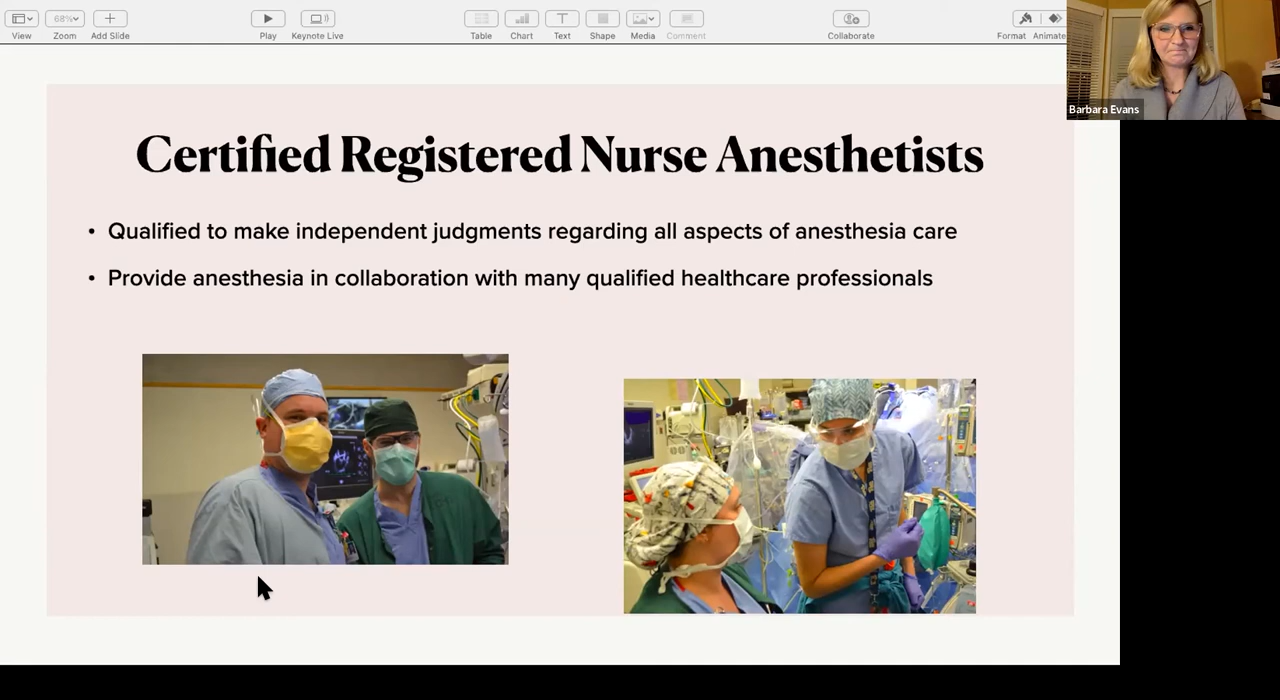 View
68%
Zoom
Add Slide
Play
Keynote Live
Table
Chart
Text
Shape
Media
Comment
Collaborate
Format
Animate
Barbara Evans
Certified Registered Nurse Anesthetists
• Qualified to make independent judgments regarding all aspects of anesthesia care
• Provide anesthesia in collaboration with many qualified healthcare professionals